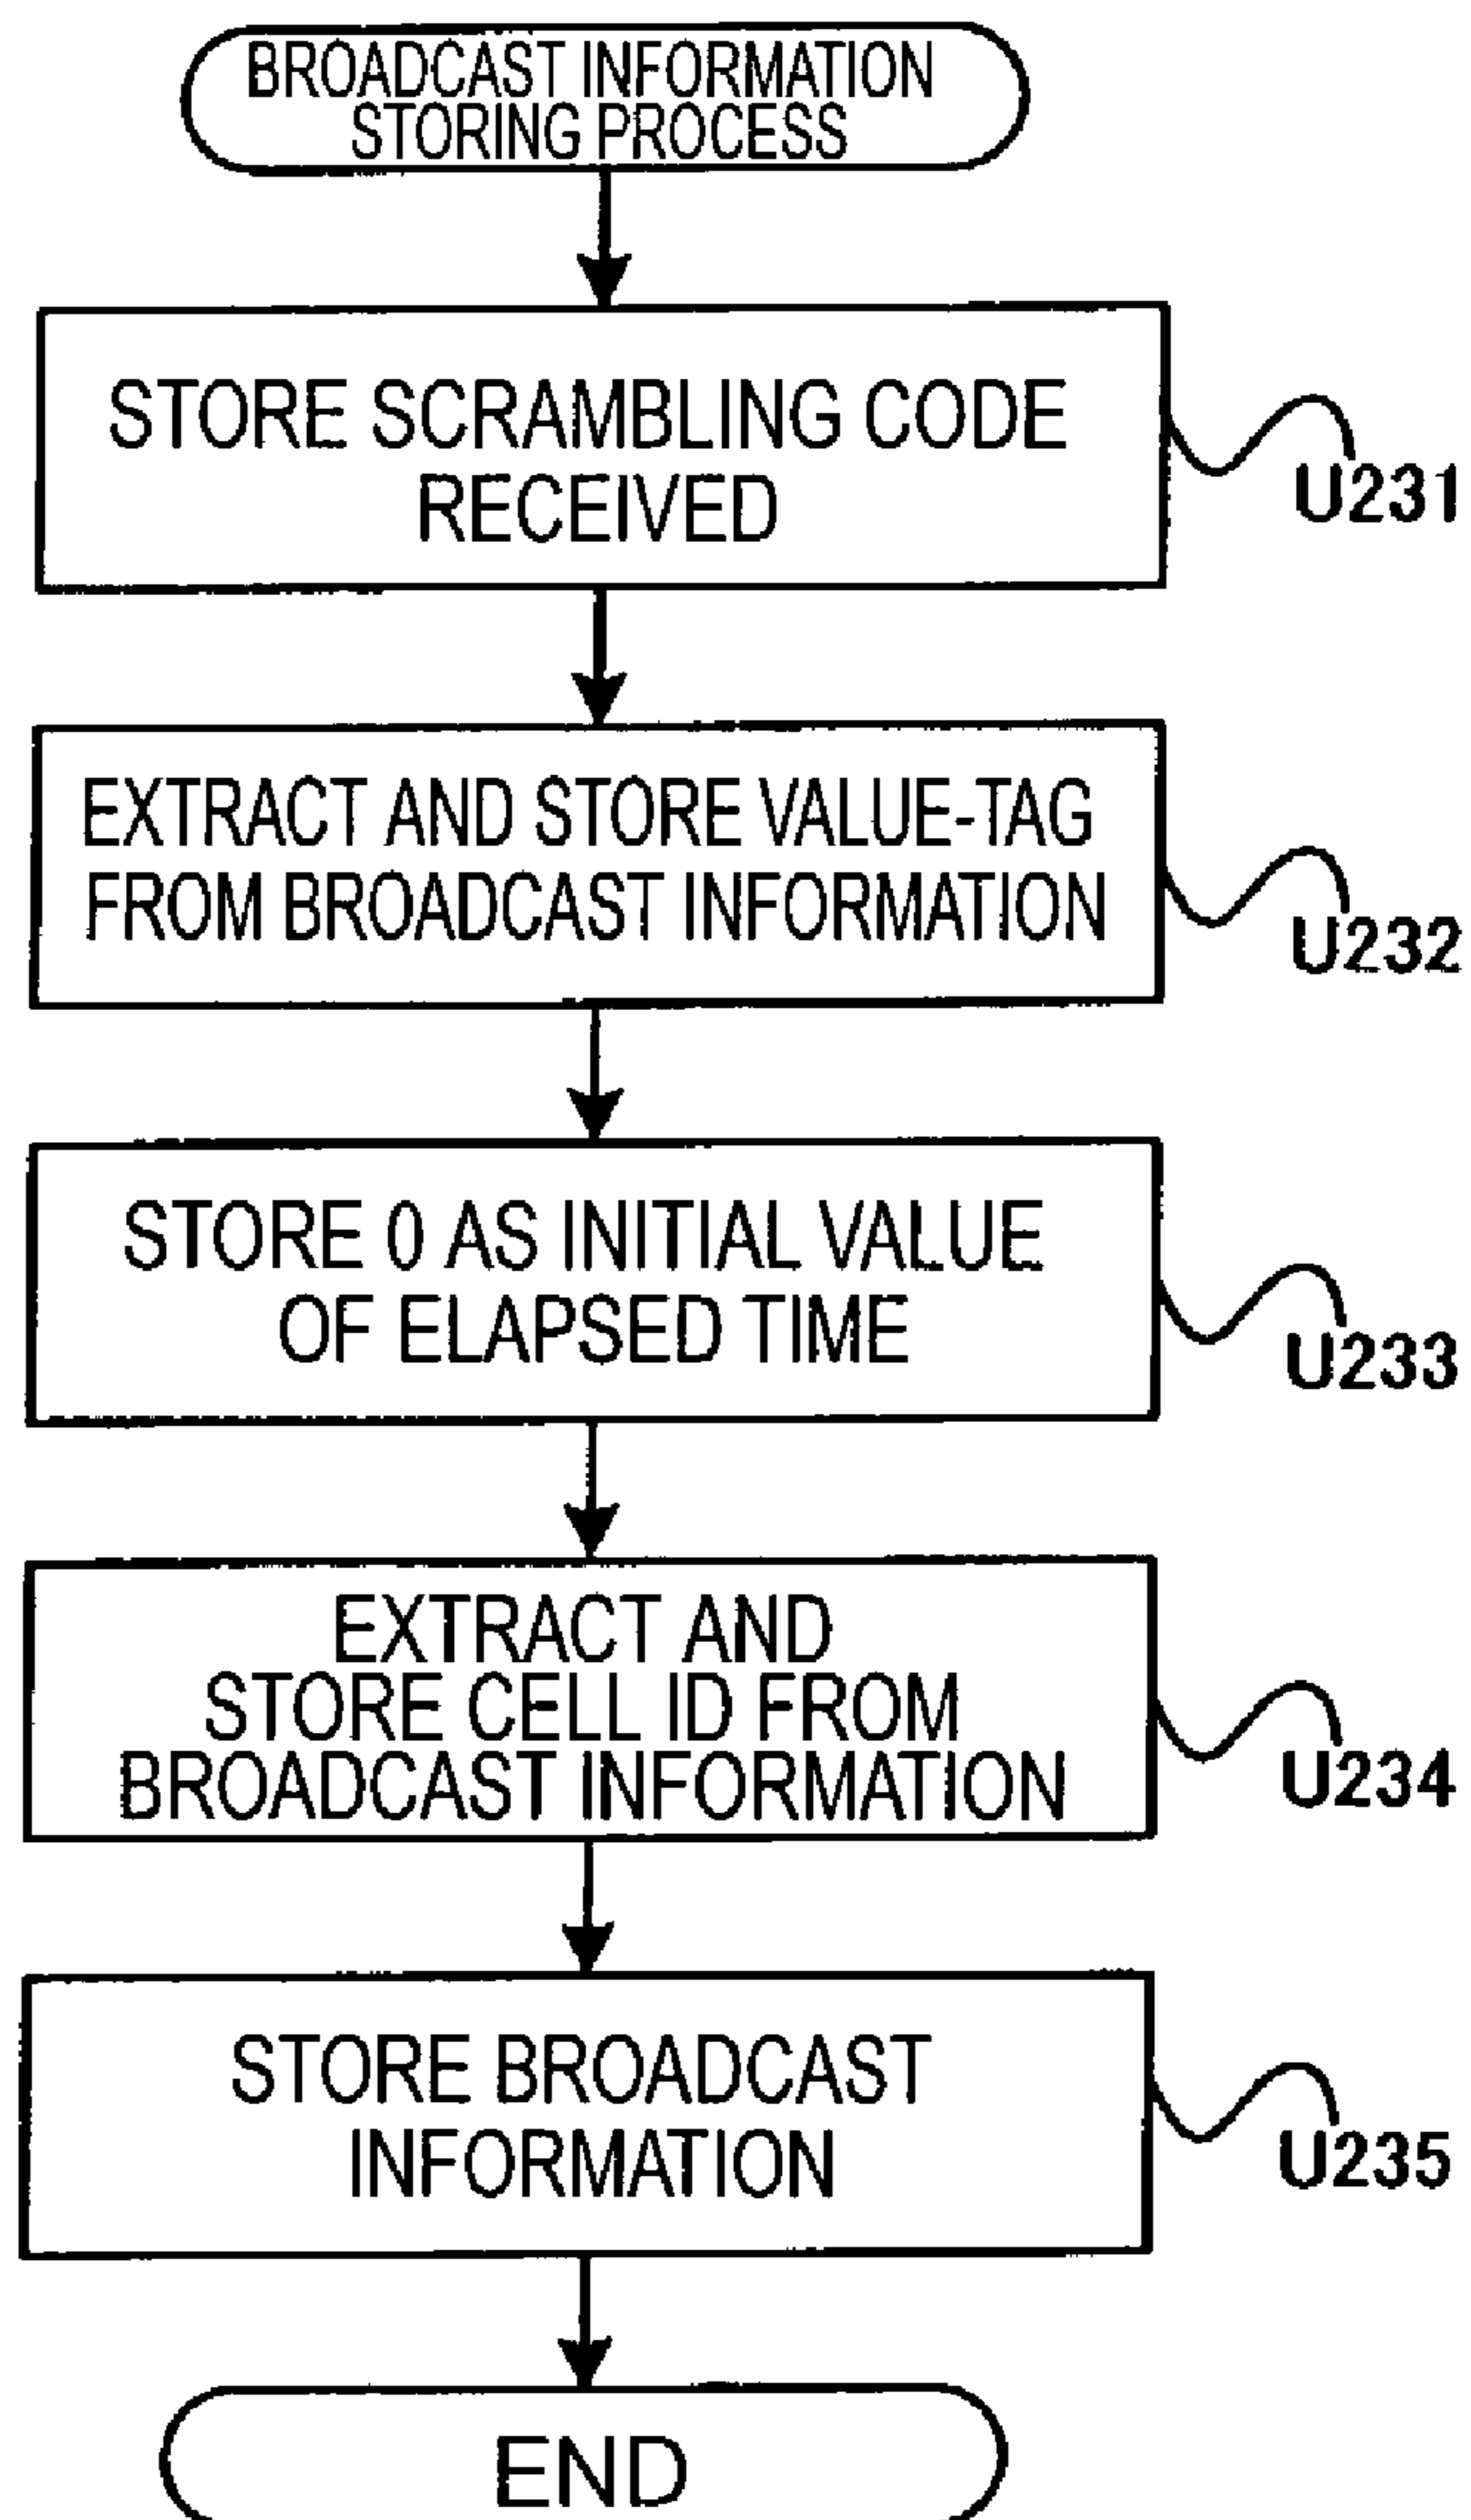 BROADCAST INFORMATION
STORING PROCESS
STORE SCRAMBLING CODE
RECEIVED
U231
EXTRACT AND STORE VALUE-TAG
FROM BROADCAST INFORMATION
U232
STORE 0 AS INITIAL VALUE
OF ELAPSED TIME
U233
EXTRACT AND
STORE CELL ID FROM
BROADCAST INFORMATION
U234
STORE BROADCAST
INFORMATION
U235
END